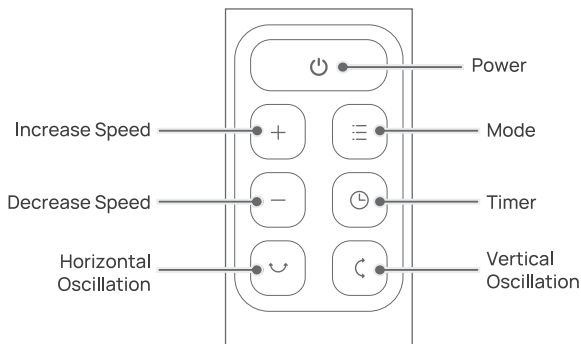 Power
Increase Speed
Mode
Decrease Speed
Timer
Horizontal
Oscillation
Vertical
Oscillation